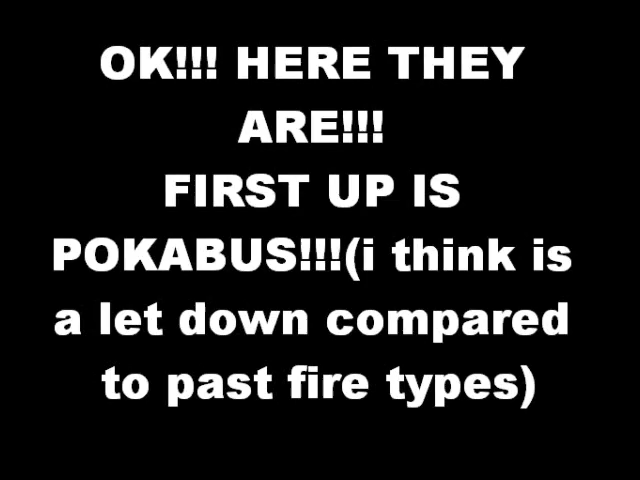 OK!!! HERE THEY
ARE!!!
FIRST UP IS
POKABUS!!!(i think is
a let down compared
to past fire types)